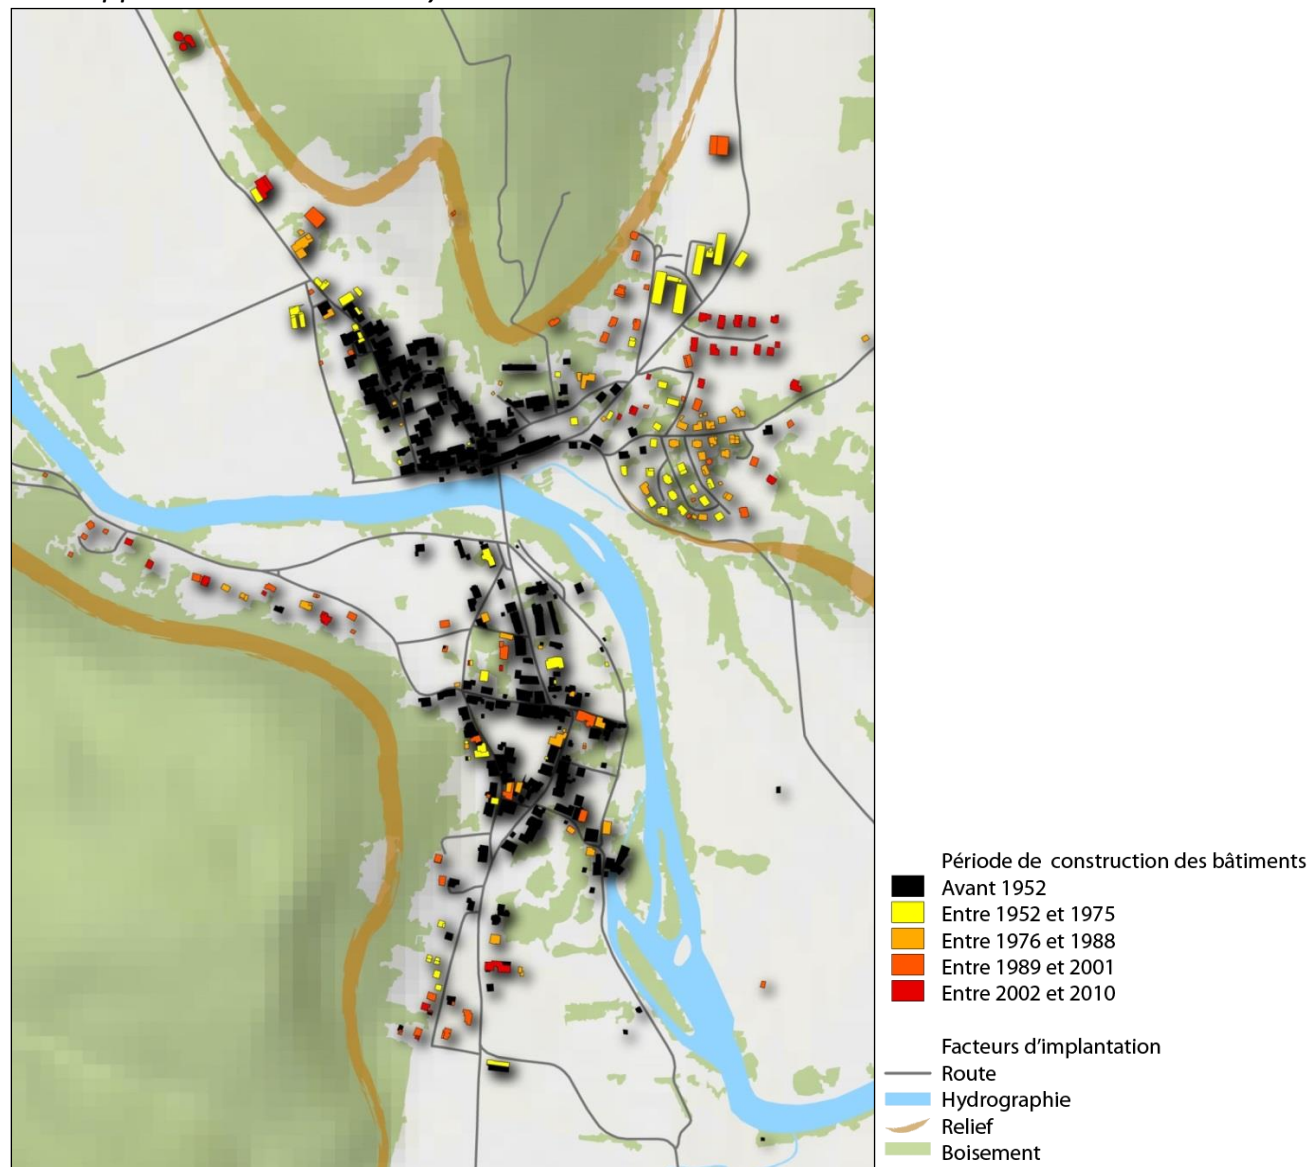 Période de construction des bâtiments
Avant 1952
Entre 1952 et 1975
Entre 1976 et 1988
Entre 1989 et 2001
Entre 2002 et 2010
Facteurs d'implantation
Route
Hydrographie
Relief
Boisement